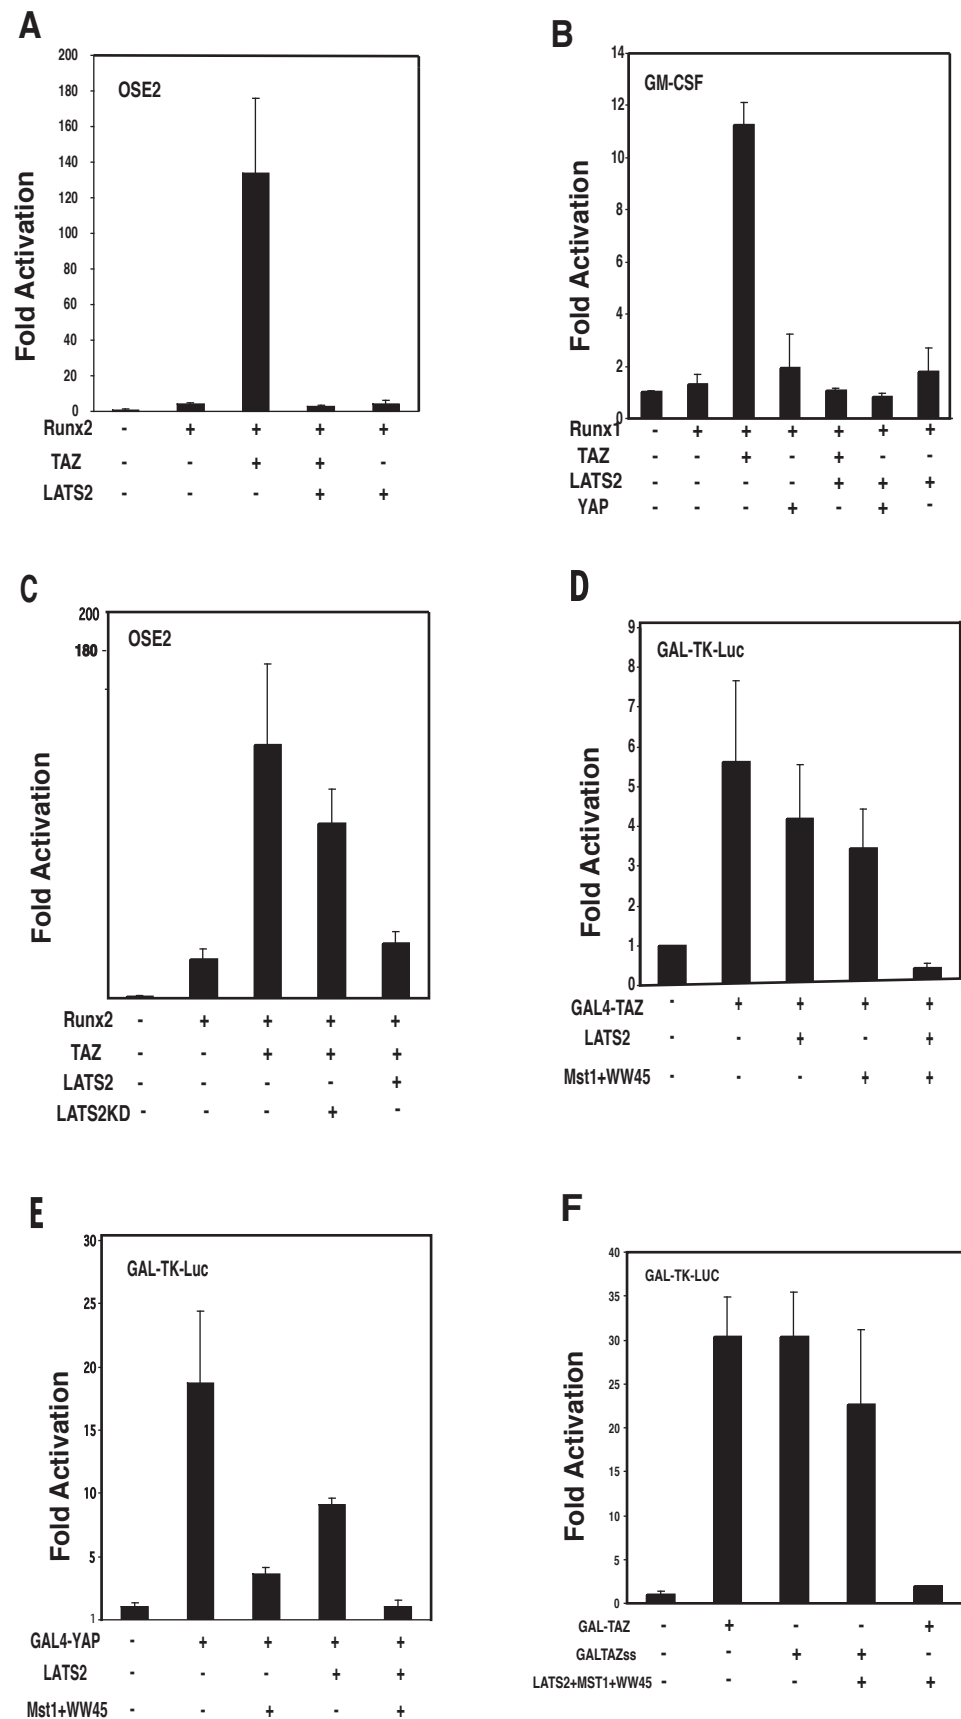 A
OSE2
Fold Activation
200
180
160
140
120
100
80
60
40
20
0
Runx2 - + + + +
TAZ - - + + -
LATS2 - - - + +
B
GM-CSF
Fold Activation
14
12
10
8
6
4
2
0
Runx1 - + + + + + +
TAZ - - + - + - -
LATS2 - - - - + + +
YAP - - - + - + -
C
OSE2
Fold Activation
200
180
Runx2 - + + + +
TAZ - - + + +
LATS2 - - - - +
LATS2KD - - - + -
D
GAL-TK-Luc
Fold Activation
9
8
7
6
5
4
3
2
1
0
GAL4-TAZ - + + + +
LATS2 - - + - +
Mst1+WW45 - - - + +
E
GAL-TK-Luc
Fold Activation
30
25
20
15
10
5
1
GAL4-YAP - + + + +
LATS2 - - - + +
Mst1+WW45 - - + - +
F
GAL-TK-LUC
Fold Activation
40
35
30
25
20
15
10
5
0
GAL-TAZ - + - - +
GALTAZss - - + + -
LATS2+MST1+WW45 - - - + +